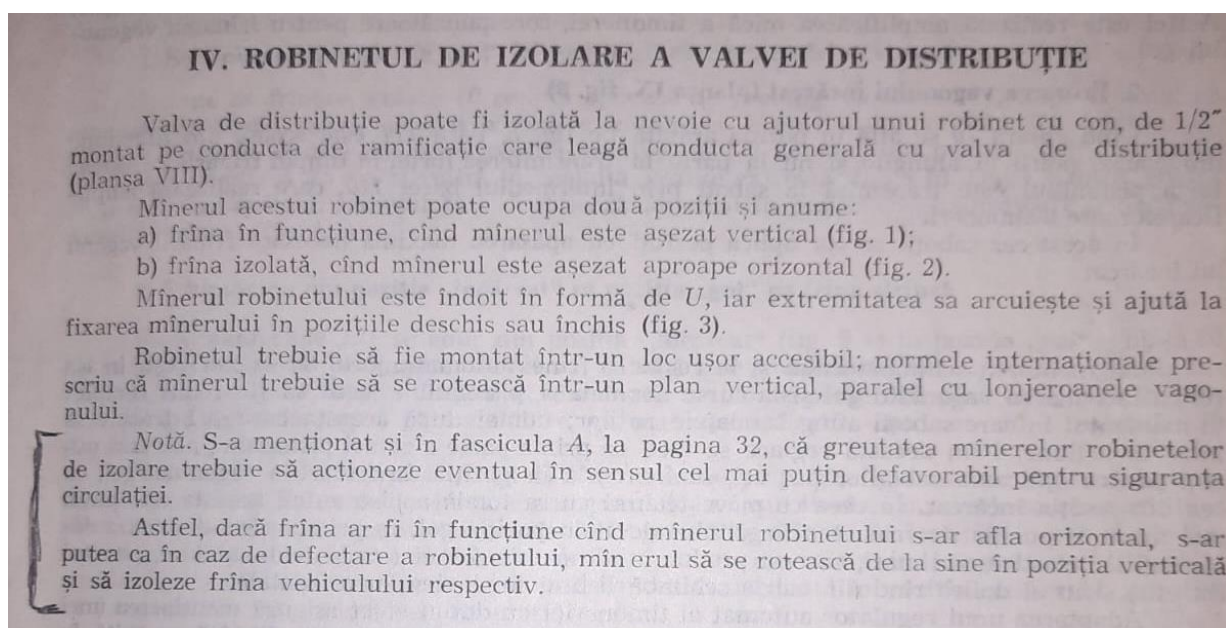 IV. ROBINETUL DE IZOLARE A VALVEI DE DISTRIBUȚIE
Valva de distribuție poate fi izolată la nevoie cu ajutorul unui robinet cu con, de 1/2″
montat pe conducta de ramificație care leagă conducta generală cu valva de distribuție
(planșa VIII).
Mînerul acestui robinet poate ocupa două poziții și anume:
a) frîna în funcțiune, cînd mînerul este așezat vertical (fig. 1);
b) frîna izolată, cînd mînerul este așezat aproape orizontal (fig. 2).
Mînerul robinetului este îndoit în formă de U, iar extremitatea sa arcuiește și ajută la
fixarea mînerului în pozițiile deschis sau închis (fig. 3).
Robinetul trebuie să fie montat într-un loc ușor accesibil; normele internaționale pre-
scriu că mînerul trebuie să se rotească într-un plan vertical, paralel cu lonjeroanele vago-
nului.
Notă. S-a menționat și în fascicula A, la pagina 32, că greutatea mînerelor robinetelor
de izolare trebuie să acționeze eventual în sensul cel mai puțin defavorabil pentru siguranța
circulației.
Astfel, dacă frîna ar fi în funcțiune cînd mînerul robinetului s-ar afla orizontal, s-ar
putea ca în caz de defectare a robinetului, mînerul să se rotească de la sine în poziția verticală
și să izoleze frîna vehiculului respectiv.